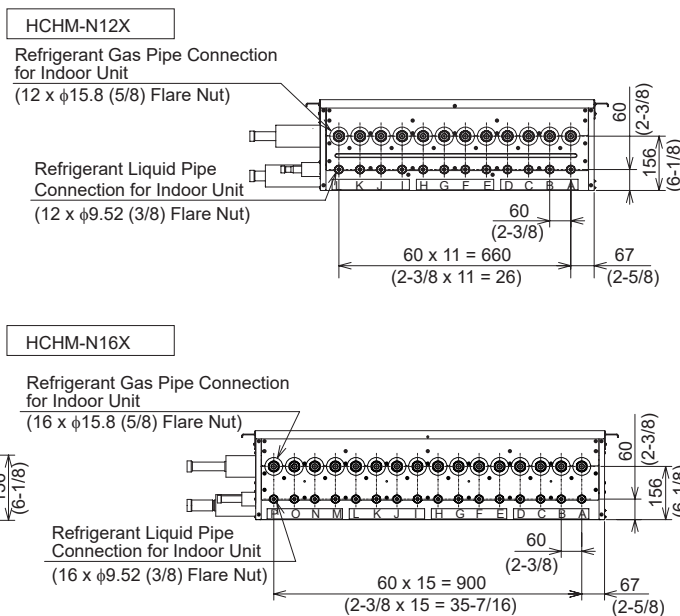 HCHM-N12X
Refrigerant Gas Pipe Connection
for Indoor Unit
(12 x ϕ15.8 (5/8) Flare Nut)
Refrigerant Liquid Pipe
Connection for Indoor Unit
(12 x ϕ9.52 (3/8) Flare Nut)
K J I H G F E D C B A
60
(2-3/8)
156
(6-1/8)
60
(2-3/8)
60 x 11 = 660
(2-3/8 x 11 = 26)
67
(2-5/8)
HCHM-N16X
Refrigerant Gas Pipe Connection
for Indoor Unit
(16 x ϕ15.8 (5/8) Flare Nut)
(6-1/8)
Refrigerant Liquid Pipe
Connection for Indoor Unit
(16 x ϕ9.52 (3/8) Flare Nut)
P O N M L K J H G F E D C B A
60
(2-3/8)
156
(6-1/8)
60
(2-3/8)
60 x 15 = 900
(2-3/8 x 15 = 35-7/16)
67
(2-5/8)